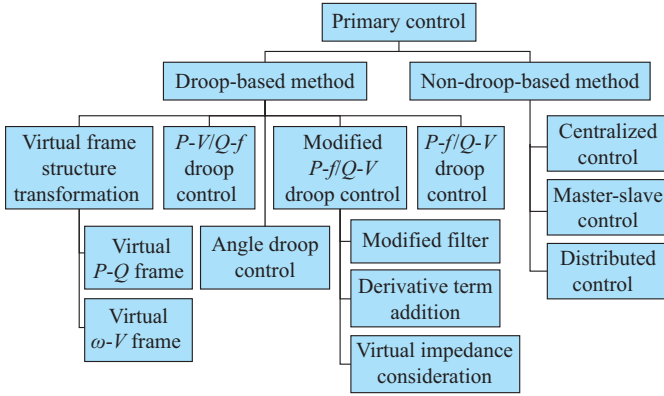 Primary control
Droop-based method
Non-droop-based method
Virtual frame
structure
transformation
P-V/Q-f
droop
control
Modified
P-f/Q-V
droop control
P-f/Q-V
droop
control
Centralized
control
Master-slave
control
Distributed
control
Virtual
P-Q frame
Angle droop
control
Modified filter
Derivative term
addition
Virtual
ω-V frame
Virtual impedance
consideration